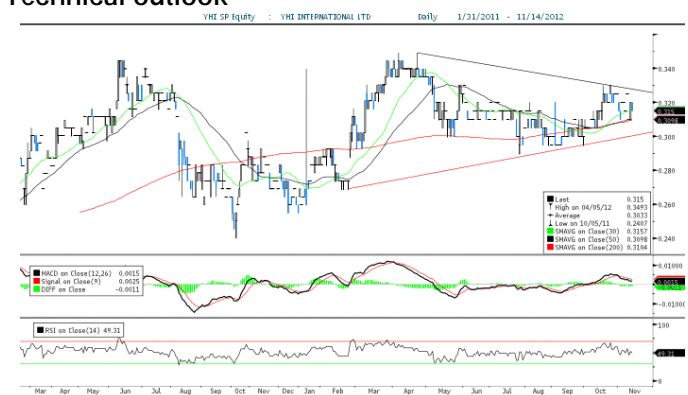 Technical outlook
YHI SP Equity : YHI INTERNATIONAL LTD Daily 1/31/2011 - 11/14/2012
0.340
0.320
0.315
0.3098
0.300
0.280
0.260
0.240
Last 0.315
High on 04/05/12 0.3493
Average 0.3033
Low on 10/05/11 0.2407
SMAVG on Close(30) 0.3157
SMAVG on Close(50) 0.3098
SMAVG on Close(200) 0.3104
MACD on Close(12,26) 0.0015
Signal on Close(9) 0.0025
DIFF on Close -0.0011
0.01000
0.0015
-0.0011
-0.01000
RSI on Close(14) 49.31
100
49.31
0
Mar Apr May Jun Jul Aug Sep Oct Nov Dec Jan Feb Mar Apr May Jun Jul Aug Sep Oct Nov